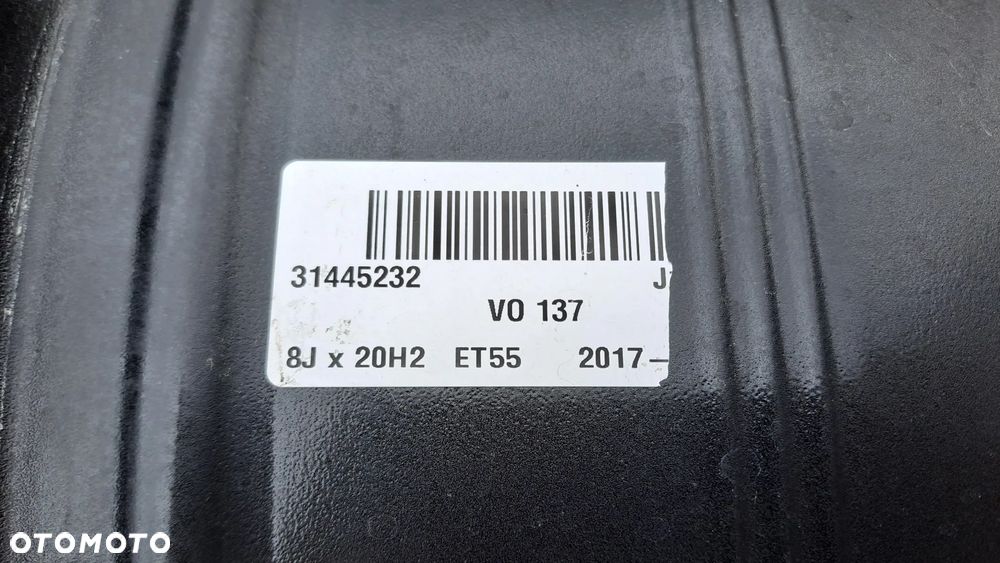 31445232 J
VO 137
8J x 20H2 ET55 2017-
OTOMOTO